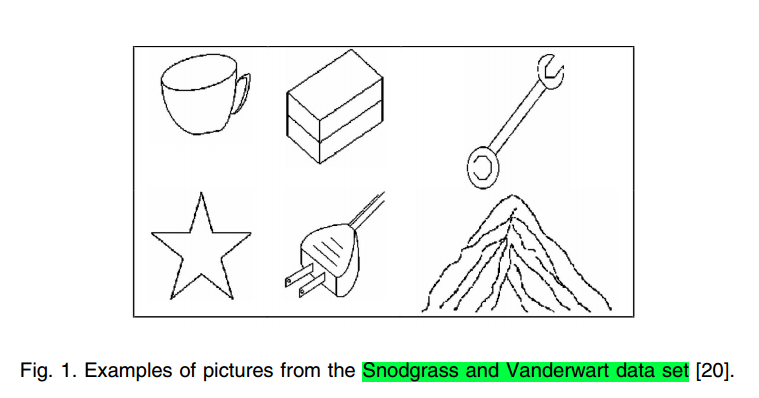 Fig. 1. Examples of pictures from the Snodgrass and Vanderwart data set [20].